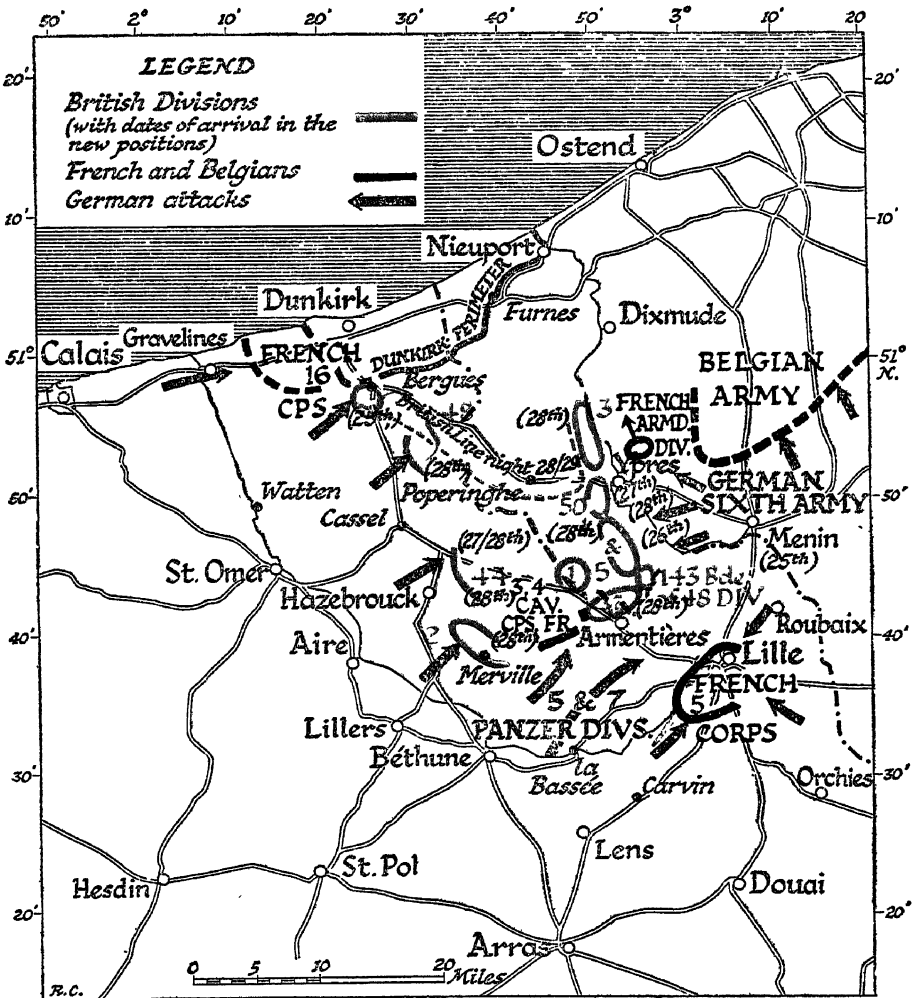 50' 2° 10' 20' 30' 40' 50' 3° 10' 20
LEGEND
British Divisions
(with dates of arrival in the
new positions)
French and Belgians
German attacks
20'
20'
Ostend
10'
10'
Nieuport
Dunkirk
DUNKIRK PERIMETER
Furnes
Dixmude
Gravelines
Calais
51°
51°
N.
FRENCH
16
CPS
Bergues
BELGIAN
ARMY
(29th)
British Line night 28/29
(28th)
3
FRENCH
ARMD.
DIV.
(28th)
Ypres
(27th)
GERMAN
SIXTH ARMY
Watten
Poperinghe
50
(28th)
(28th)
50'
50'
Cassel
(26th)
Menin
(25th)
(27/28th)
St. Omer
44
(28th)
1
5
&
143 Bde.
48 DIV
(28th)
Hazebrouck
4
CAV.
CPS. FR.
Armentières
Roubaix
40'
40'
Aire
2
(28th)
Merville
Lille
FRENCH
5
CORPS
5 & 7
PANZER DIVS.
Lillers
Béthune
la
Bassée
Carvin
Orchies
30'
30'
Lens
St. Pol
Hesdin
Douai
20'
20'
Arras
0 5 10 20
Miles
R.C.